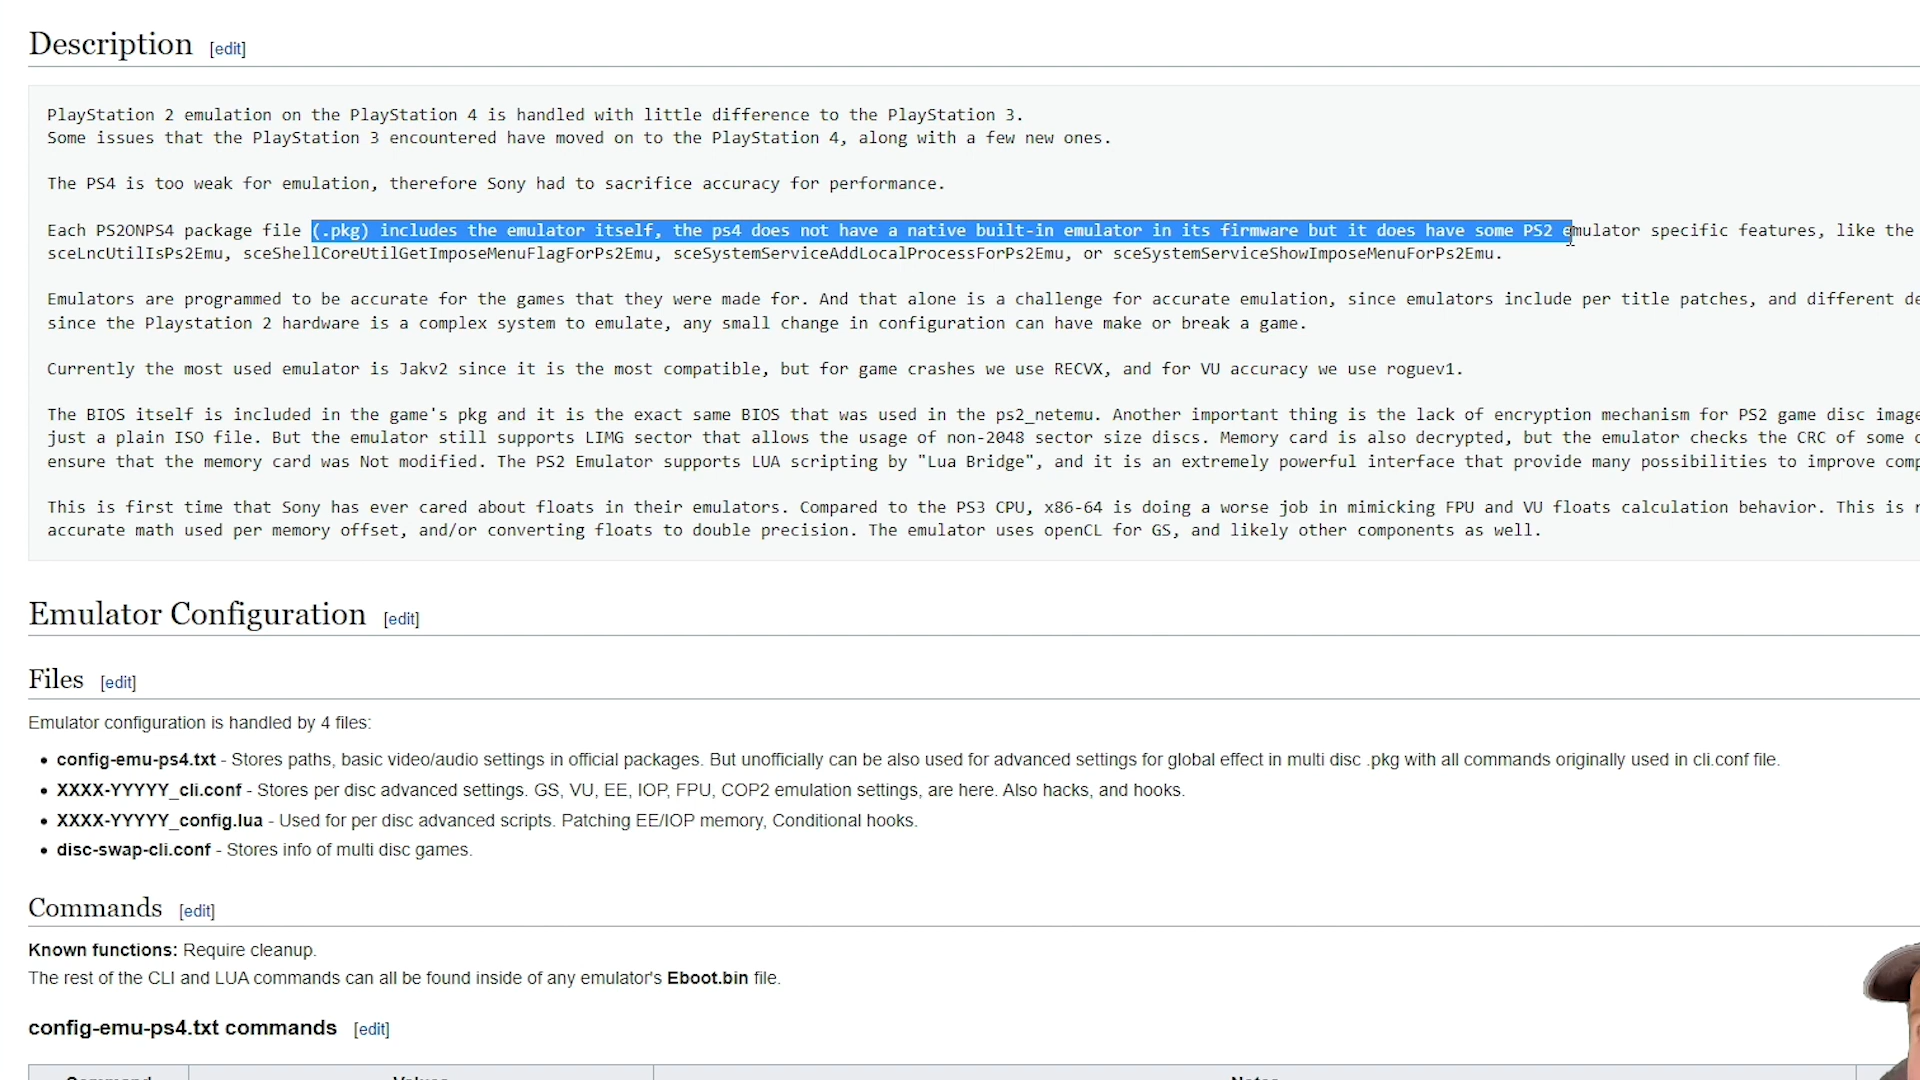 Description [edit]
PlayStation 2 emulation on the PlayStation 4 is handled with little difference to the PlayStation 3.
Some issues that the PlayStation 3 encountered have moved on to the PlayStation 4, along with a few new ones.
The PS4 is too weak for emulation, therefore Sony had to sacrifice accuracy for performance.
Each PS2ONPS4 package file (.pkg) includes the emulator itself, the ps4 does not have a native built-in emulator in its firmware but it does have some PS2 emulator specific features, like the
sceLncUtilIsPs2Emu, sceShellCoreUtilGetImposeMenuFlagForPs2Emu, sceSystemServiceAddLocalProcessForPs2Emu, or sceSystemServiceShowImposeMenuForPs2Emu.
Emulators are programmed to be accurate for the games that they were made for. And that alone is a challenge for accurate emulation, since emulators include per title patches, and different
since the Playstation 2 hardware is a complex system to emulate, any small change in configuration can have make or break a game.
Currently the most used emulator is Jakv2 since it is the most compatible, but for game crashes we use RECVX, and for VU accuracy we use roguev1.
The BIOS itself is included in the game's pkg and it is the exact same BIOS that was used in the ps2_netemu. Another important thing is the lack of encryption mechanism for PS2 game disc
just a plain ISO file. But the emulator still supports LIMG sector that allows the usage of non-2048 sector size discs. Memory card is also decrypted, but the emulator checks the CRC of some
ensure that the memory card was Not modified. The PS2 Emulator supports LUA scripting by "Lua Bridge", and it is an extremely powerful interface that provide many possibilities to improve
This is first time that Sony has ever cared about floats in their emulators. Compared to the PS3 CPU, x86-64 is doing a worse job in mimicking FPU and VU floats calculation behavior. This is
accurate math used per memory offset, and/or converting floats to double precision. The emulator uses openCL for GS, and likely other components as well.
Emulator Configuration [edit]
Files [edit]
Emulator configuration is handled by 4 files:
• config-emu-ps4.txt - Stores paths, basic video/audio settings in official packages. But unofficially can be also used for advanced settings for global effect in multi disc .pkg with all commands originally used in cli.conf file.
• XXXX-YYYYY_cli.conf - Stores per disc advanced settings. GS, VU, EE, IOP, FPU, COP2 emulation settings, are here. Also hacks, and hooks.
• XXXX-YYYYY_config.lua - Used for per disc advanced scripts. Patching EE/IOP memory, Conditional hooks.
• disc-swap-cli.conf - Stores info of multi disc games.
Commands [edit]
Known functions: Require cleanup.
The rest of the CLI and LUA commands can all be found inside of any emulator's Eboot.bin file.
config-emu-ps4.txt commands [edit]